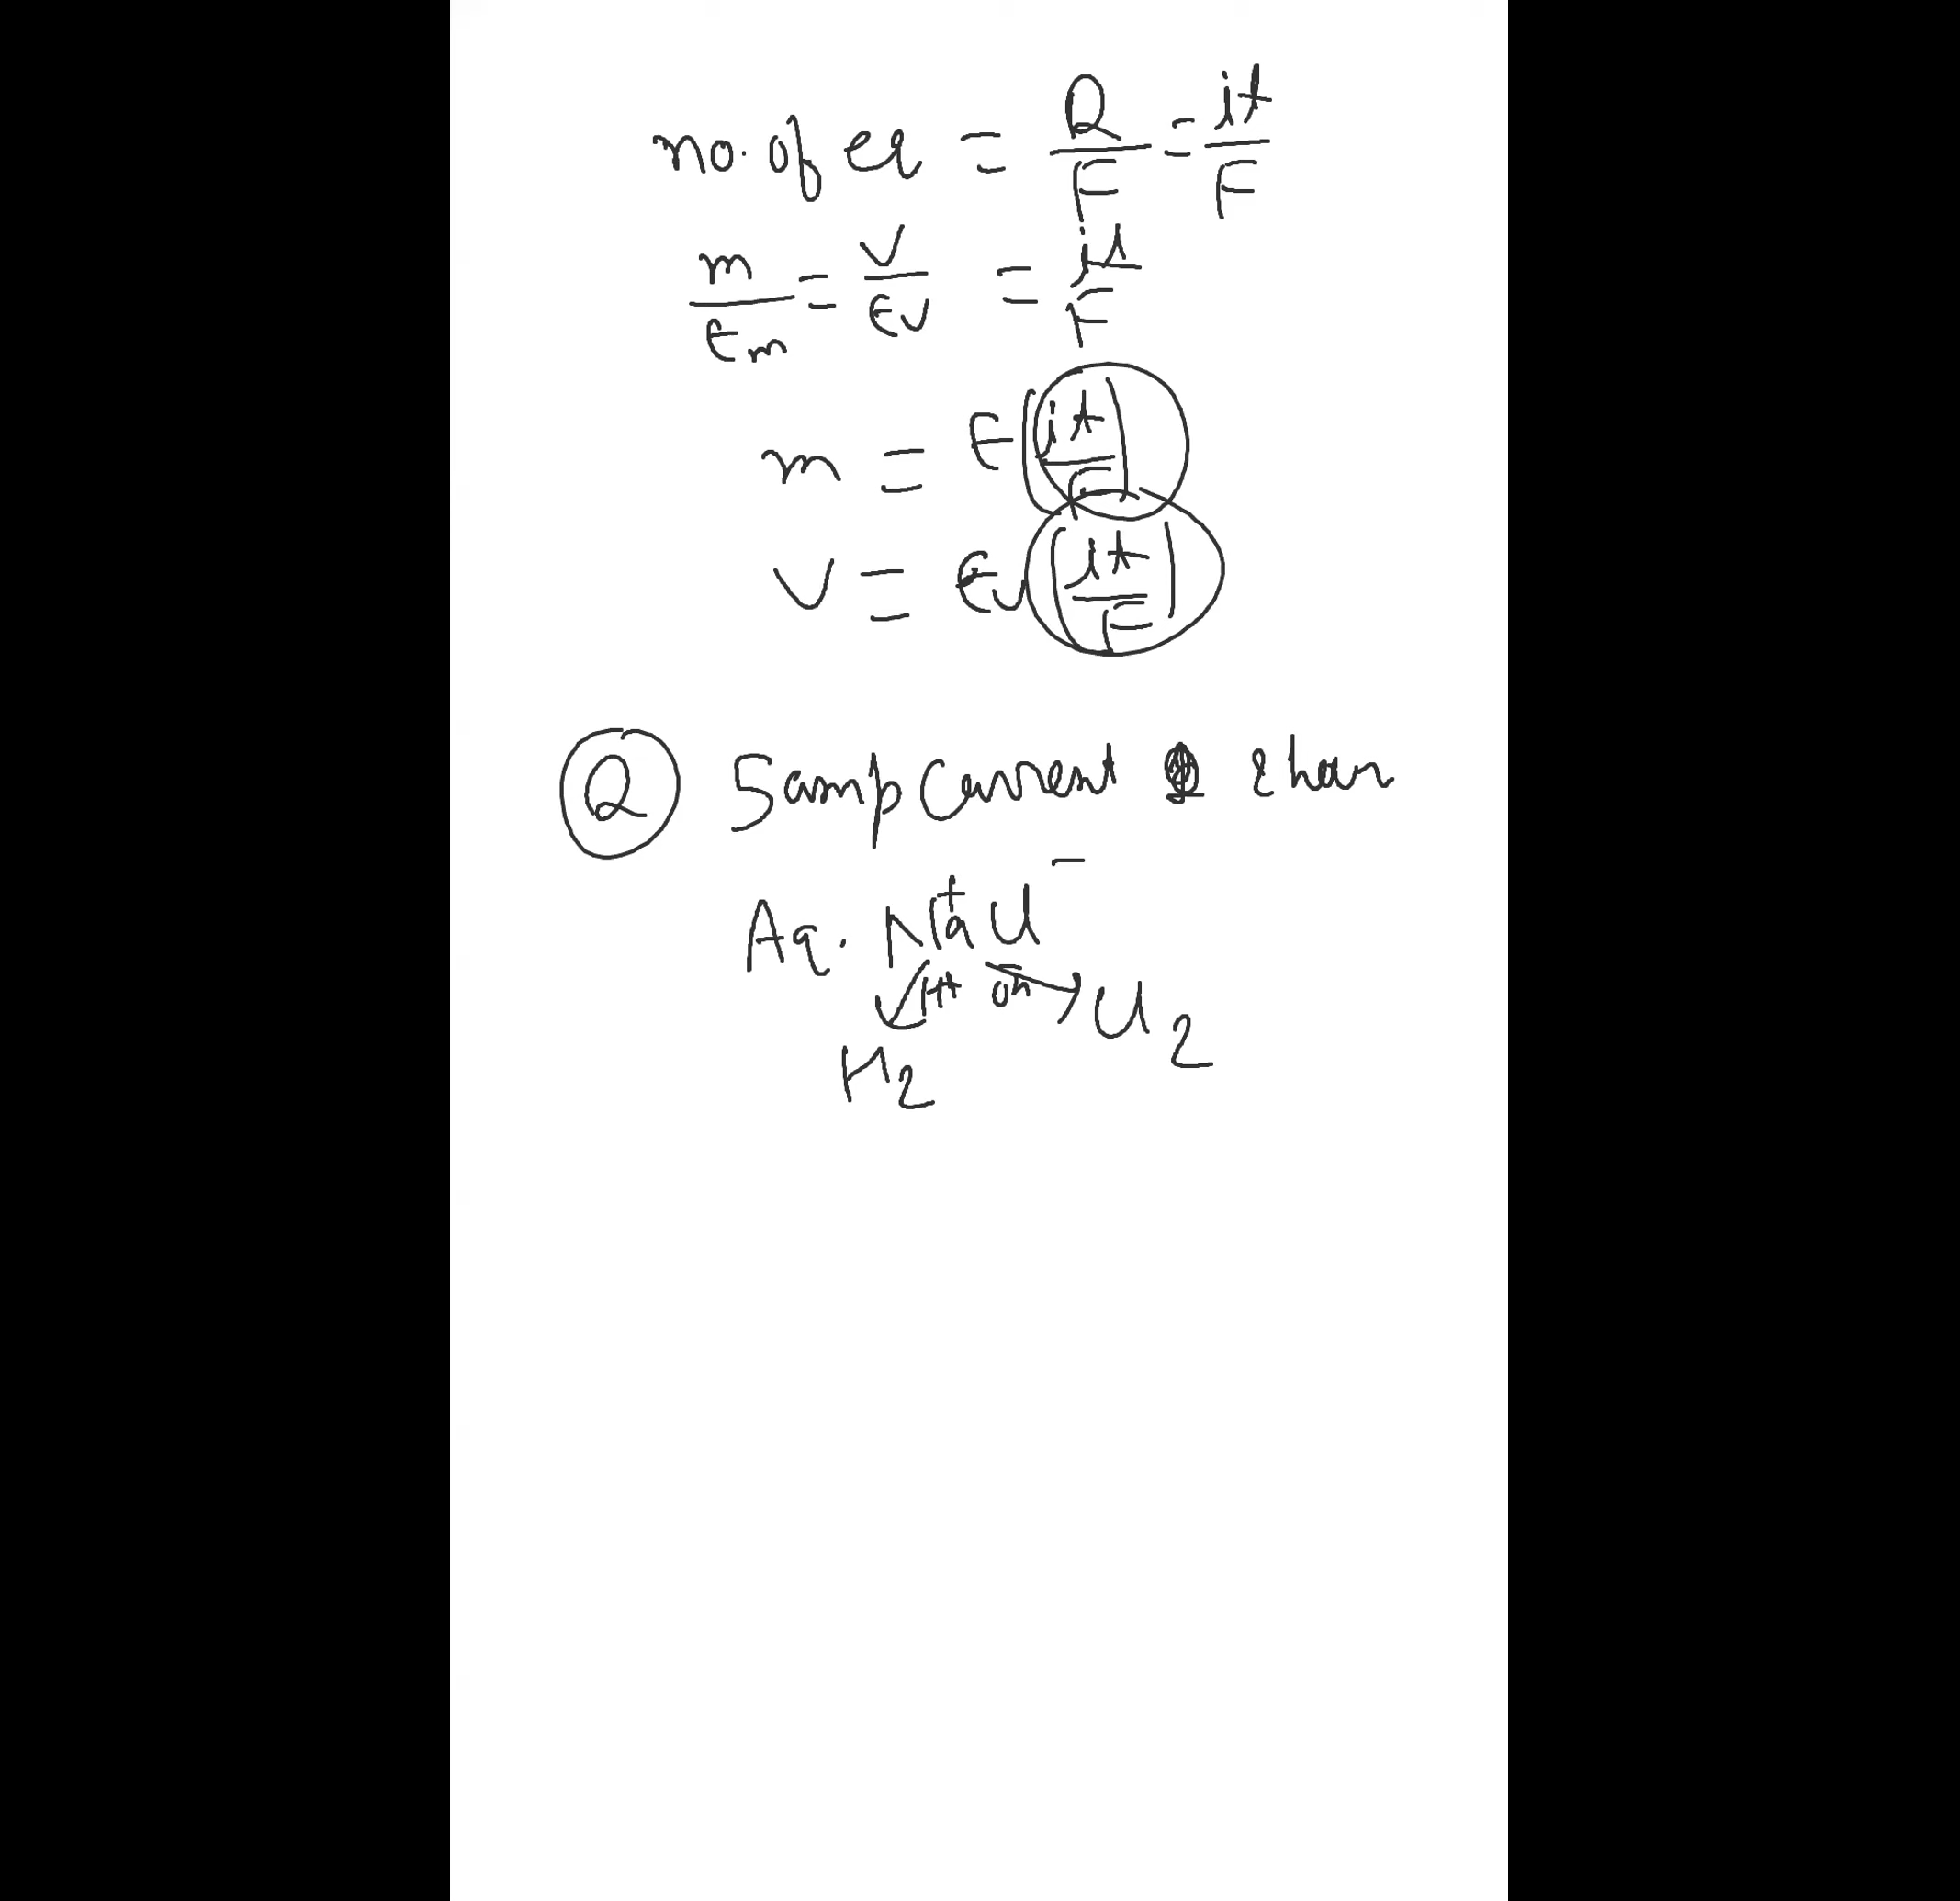 no. of eq = Q/F = it/F
m/Em = V/Ev = it/F
m = E(it/F)
V = Ev(it/F)
Q 5amp Current 2 hour
Aq. Na+ Cl-
H+ OH-
Cl2
H2